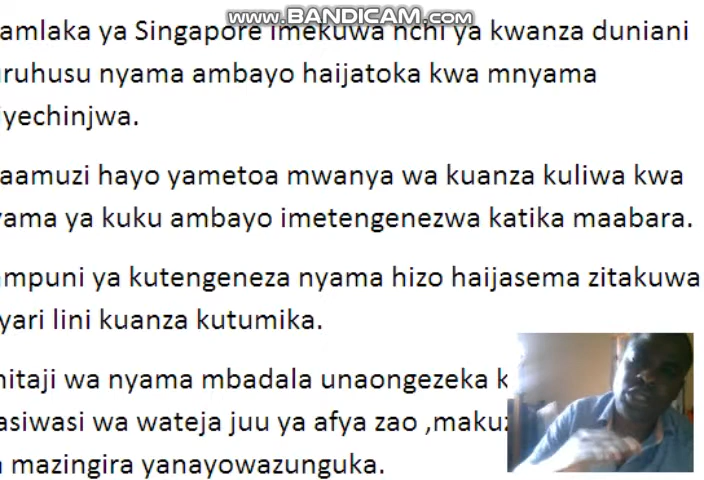 www.BANDICAM.com
amlaka ya Singapore imekuwa nchi ya kwanza duniani
ruhusu nyama ambayo haijatoka kwa mnyama
yechinjwa.
aamuzi hayo yametoa mwanya wa kuanza kuliwa kwa
yama ya kuku ambayo imetengenezwa katika maabara.
mpuni ya kutengeneza nyama hizo haijasema zitakuwa
yari lini kuanza kutumika.
hitaji wa nyama mbadala unaongezeka k
asiwasi wa wateja juu ya afya zao ,makuz
mazingira yanayowazunguka.